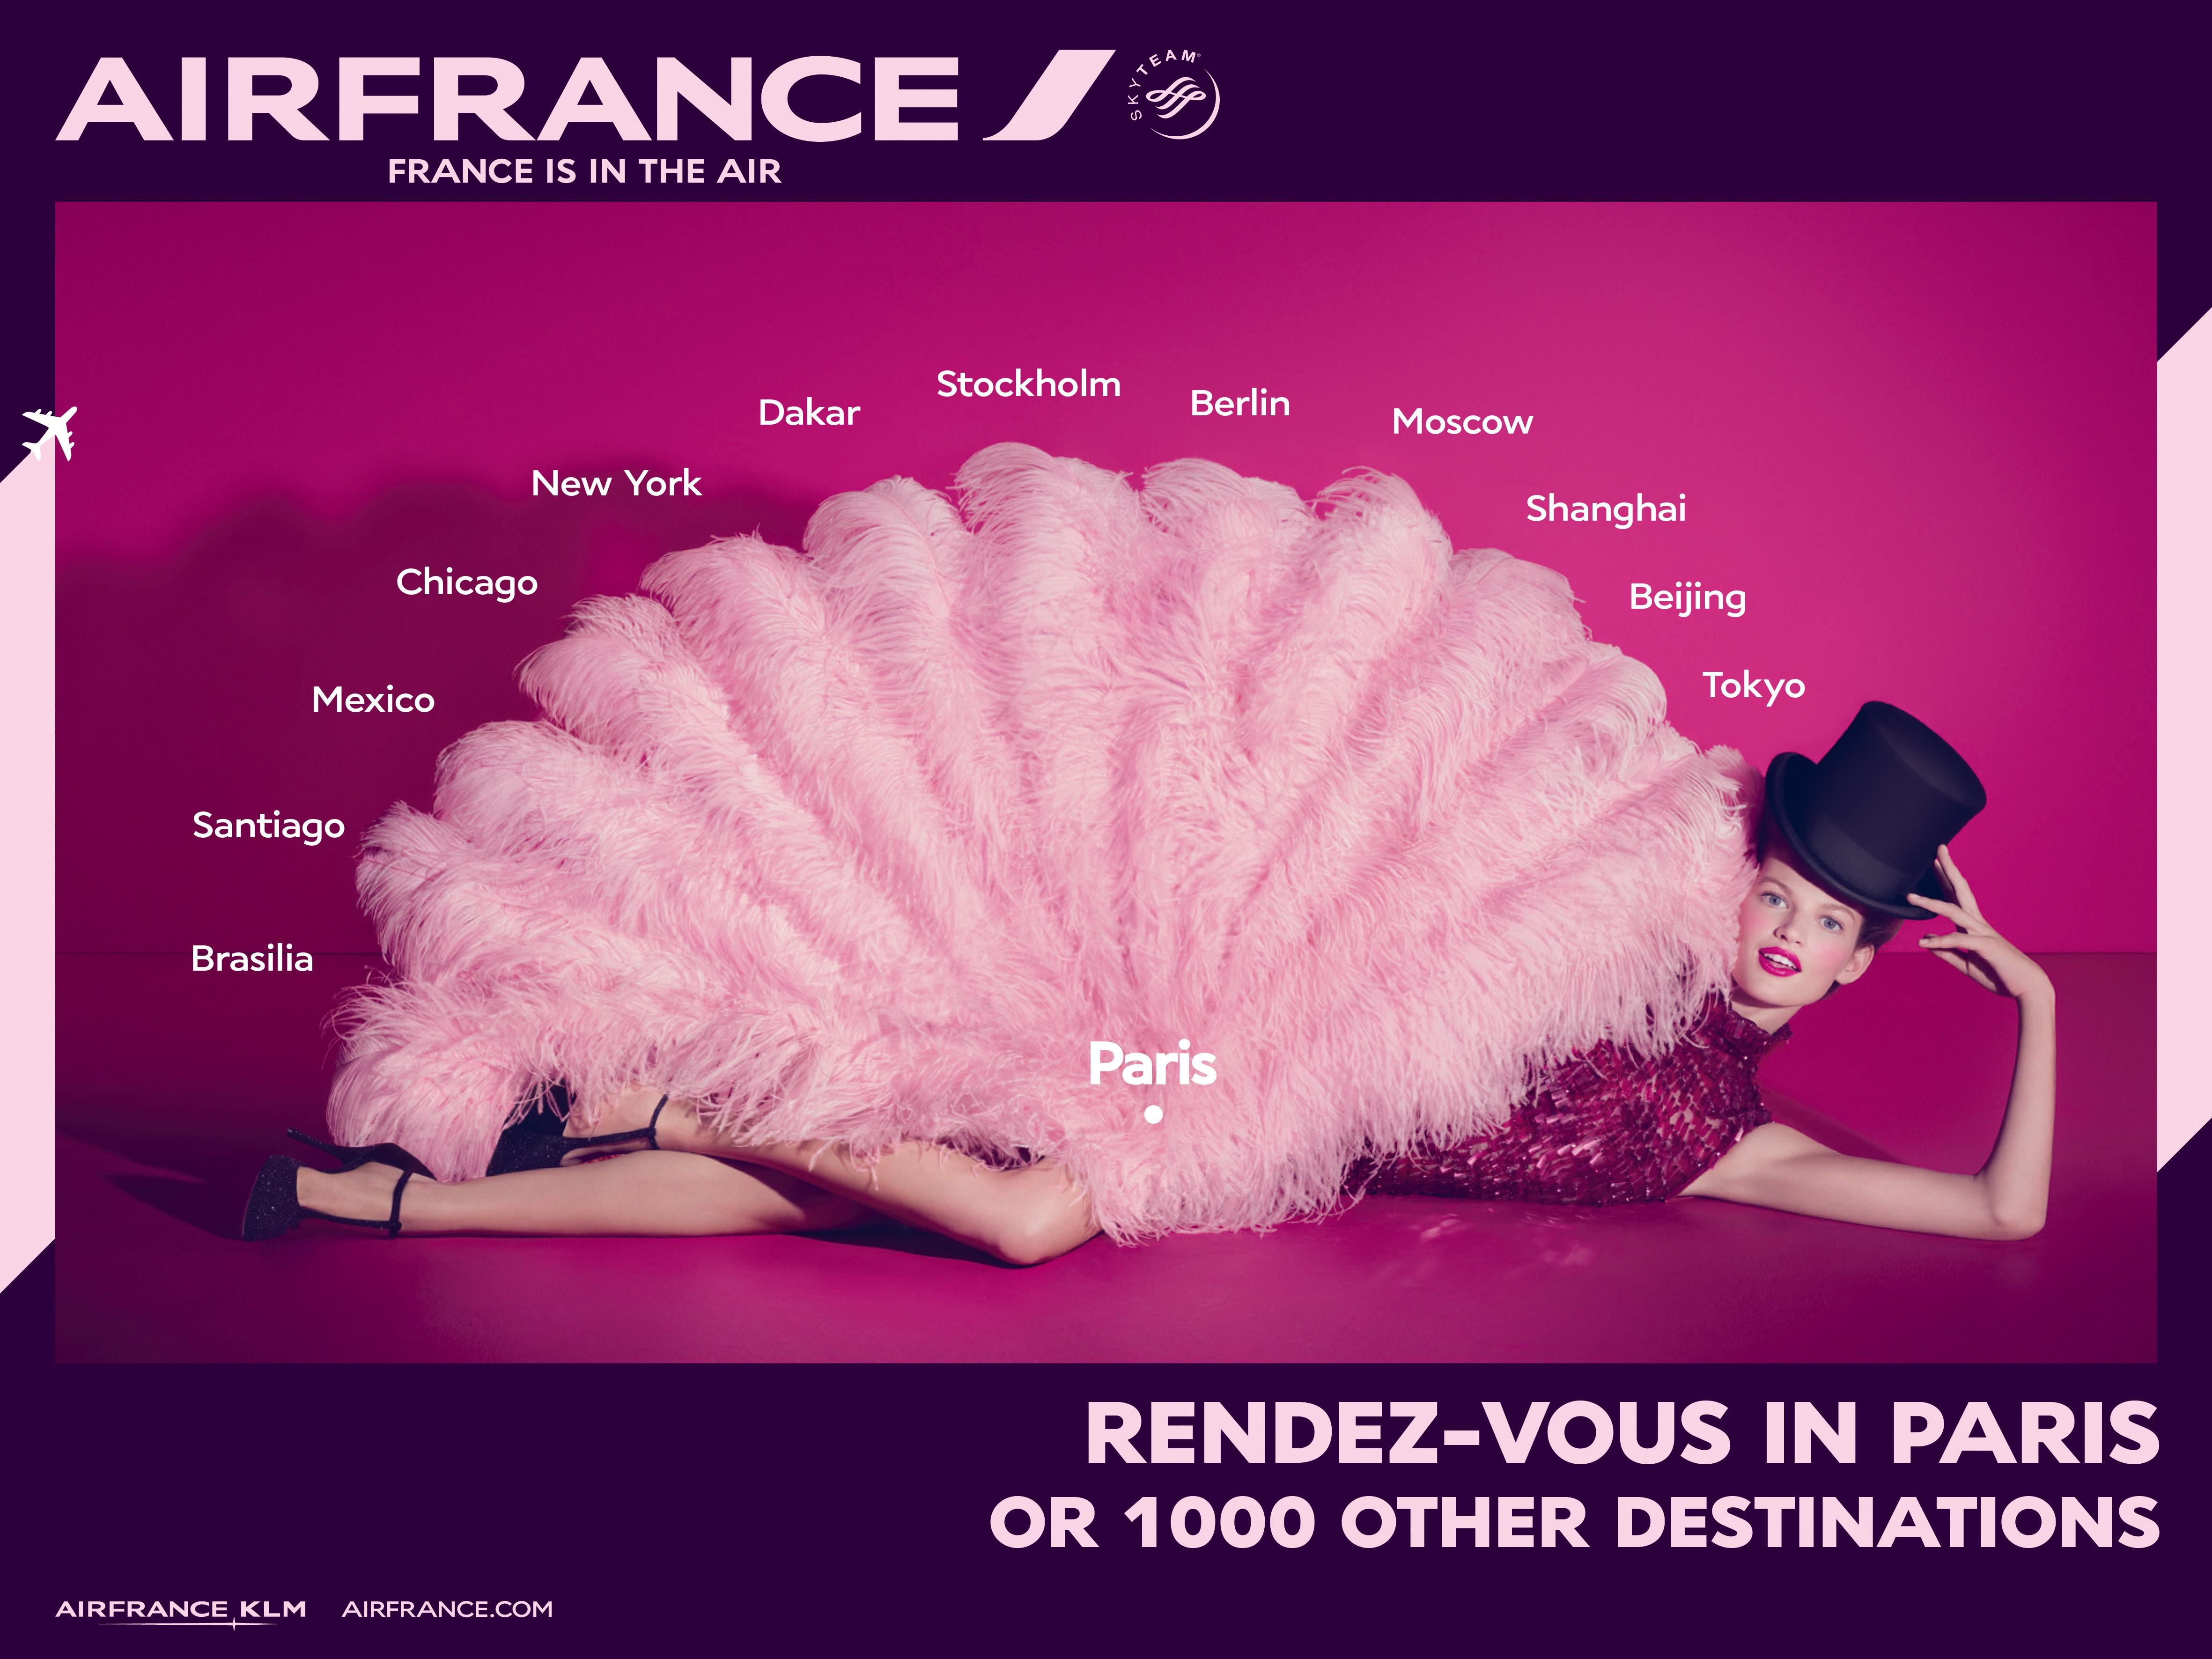 AIRFRANCE
SKYTEAM
FRANCE IS IN THE AIR
Stockholm
Berlin
Dakar
Moscow
New York
Shanghai
Chicago
Beijing
Tokyo
Mexico
Santiago
Brasilia
Paris
RENDEZ-VOUS IN PARIS
OR 1000 OTHER DESTINATIONS
AIRFRANCE KLM AIRFRANCE.COM